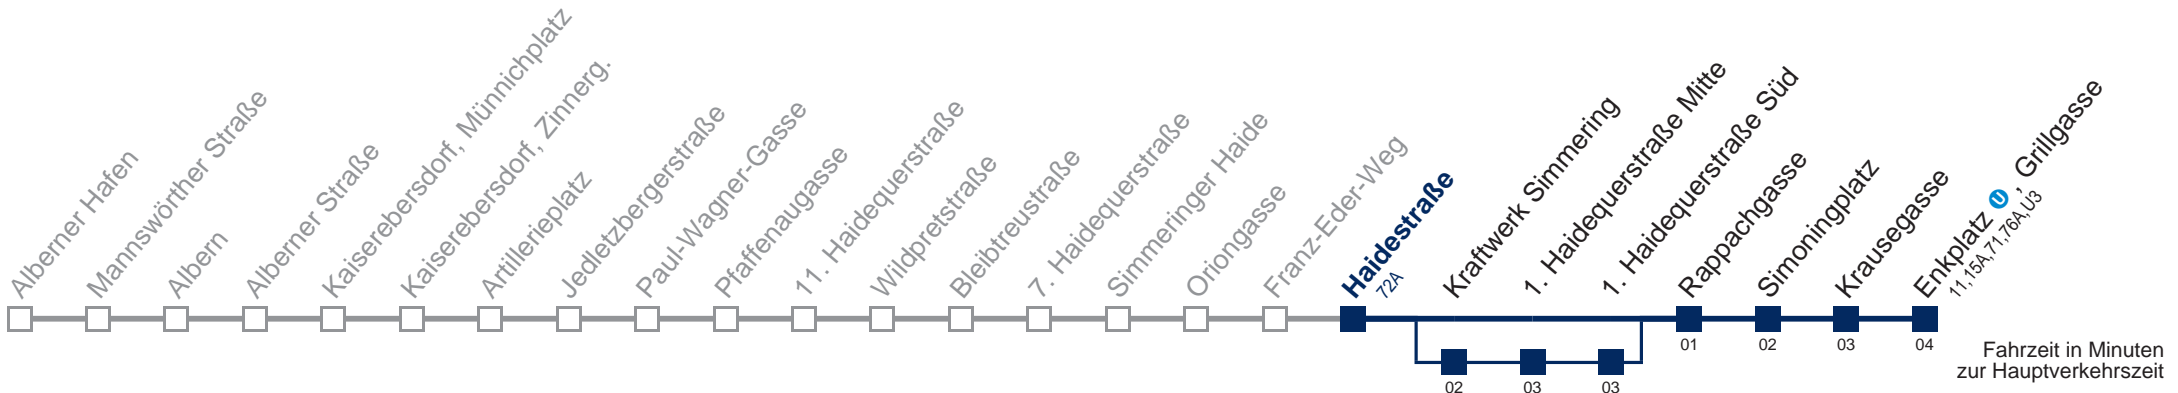 Alberner Hafen
Mannswörther Straße
Albern
Alberner Straße
Kaiserebersdorf, Münnichplatz
Kaiserebersdorf, Zinnerg.
Artillerieplatz
Jedletzbergerstraße
Paul-Wagner-Gasse
Pfaffenaugasse
11. Haidequerstraße
Wildpretstraße
Bleibtreustraße
7. Haidequerstraße
Simmeringer Haide
Oriongasse
Franz-Eder-Weg
Haidestraße
72A
Kraftwerk Simmering
1. Haidequerstraße Mitte
1. Haidequerstraße Süd
Rappachgasse
Simoningplatz
Krausegasse
Enkplatz U, Grillgasse
11,15A,71,76A,U3
01
02
03
04
02
03
03
Fahrzeit in Minuten
zur Hauptverkehrszeit